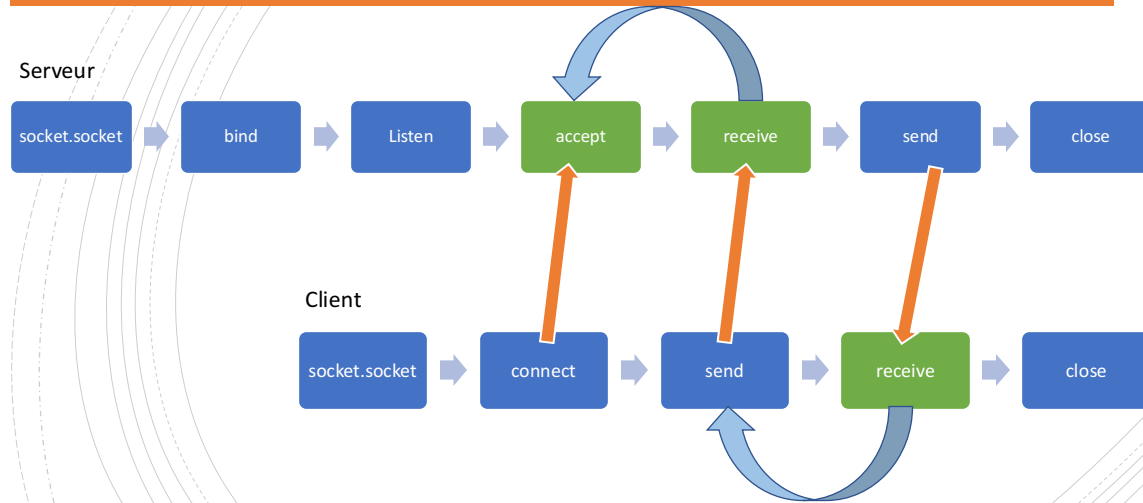 Serveur
socket.socket
bind
Listen
accept
receive
send
close
Client
socket.socket
connect
send
receive
close